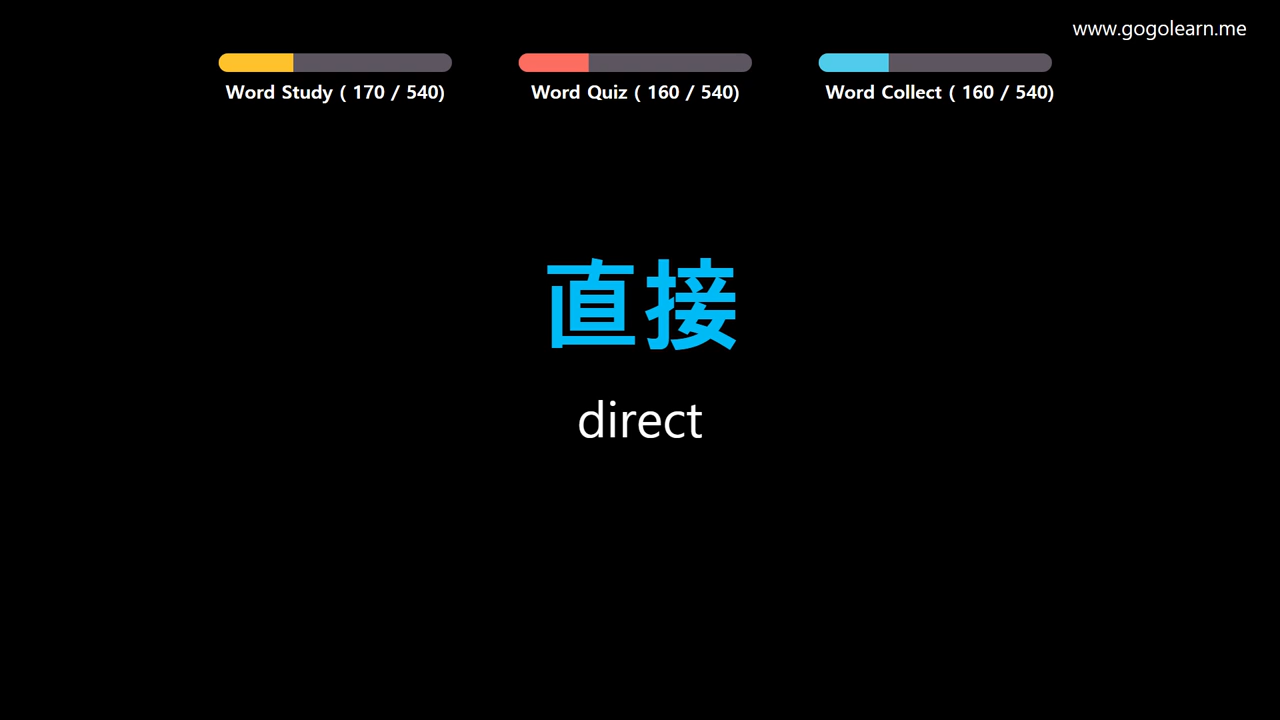 www.gogolearn.me
Word Study ( 170 / 540)
Word Quiz ( 160 / 540)
Word Collect ( 160 / 540)
直接
direct